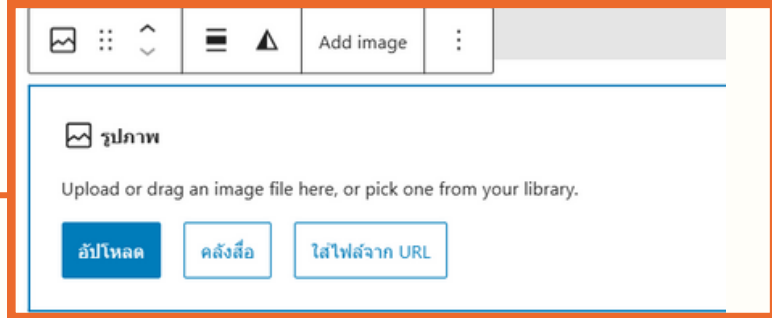 Add image
รูปภาพ
Upload or drag an image file here, or pick one from your library.
อัปโหลด
คลังสื่อ
ใส่ไฟล์จาก URL